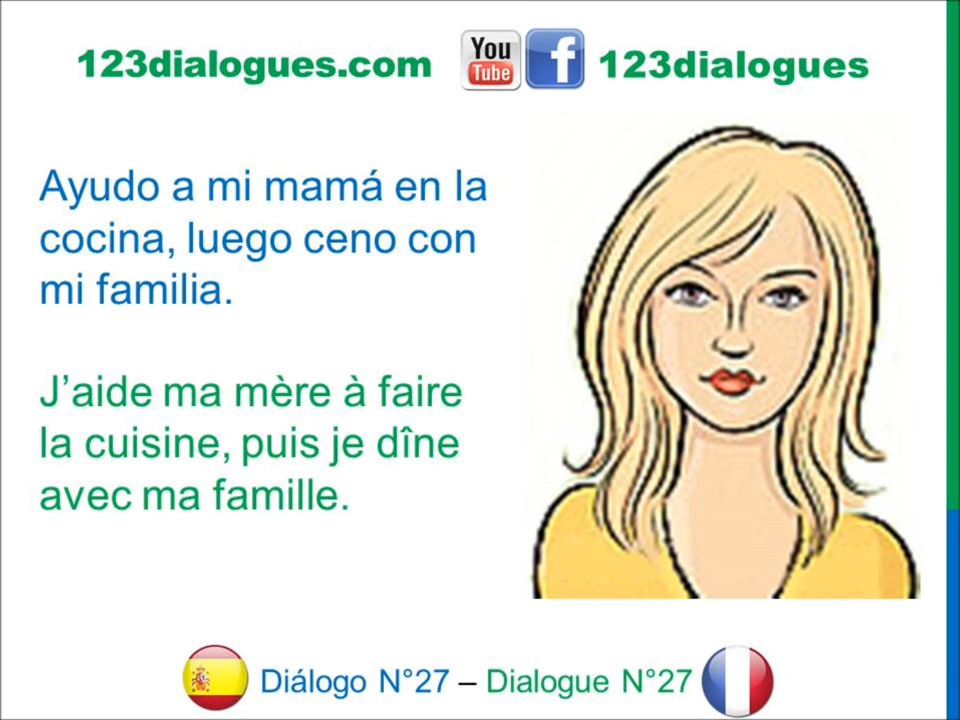 123dialogues.com You Tube f 123dialogues
Ayudo a mi mamá en la
cocina, luego ceno con
mi familia.
J’aide ma mère à faire
la cuisine, puis je dîne
avec ma famille.
Diálogo N°27 – Dialogue N°27